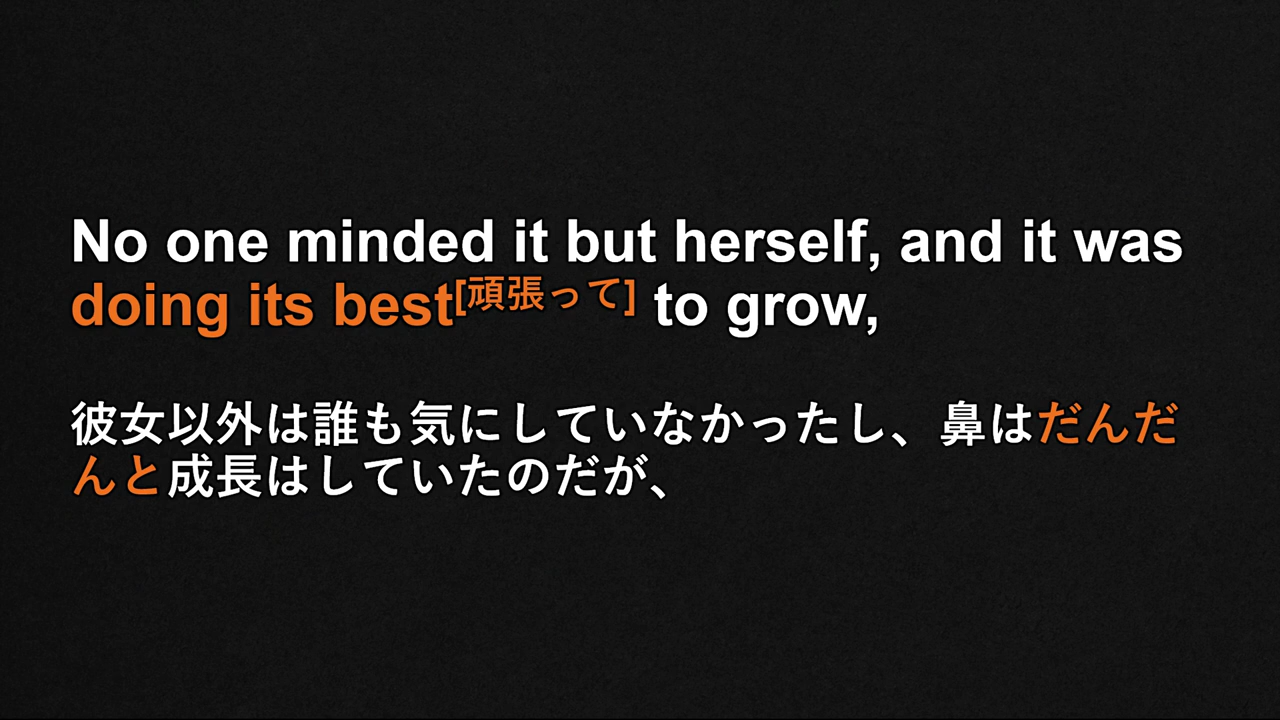 No one minded it but herself, and it was
doing its best[頑張って] to grow,
彼女以外は誰も気にしていなかったし、鼻はだんだ
んと成長はしていたのだが、